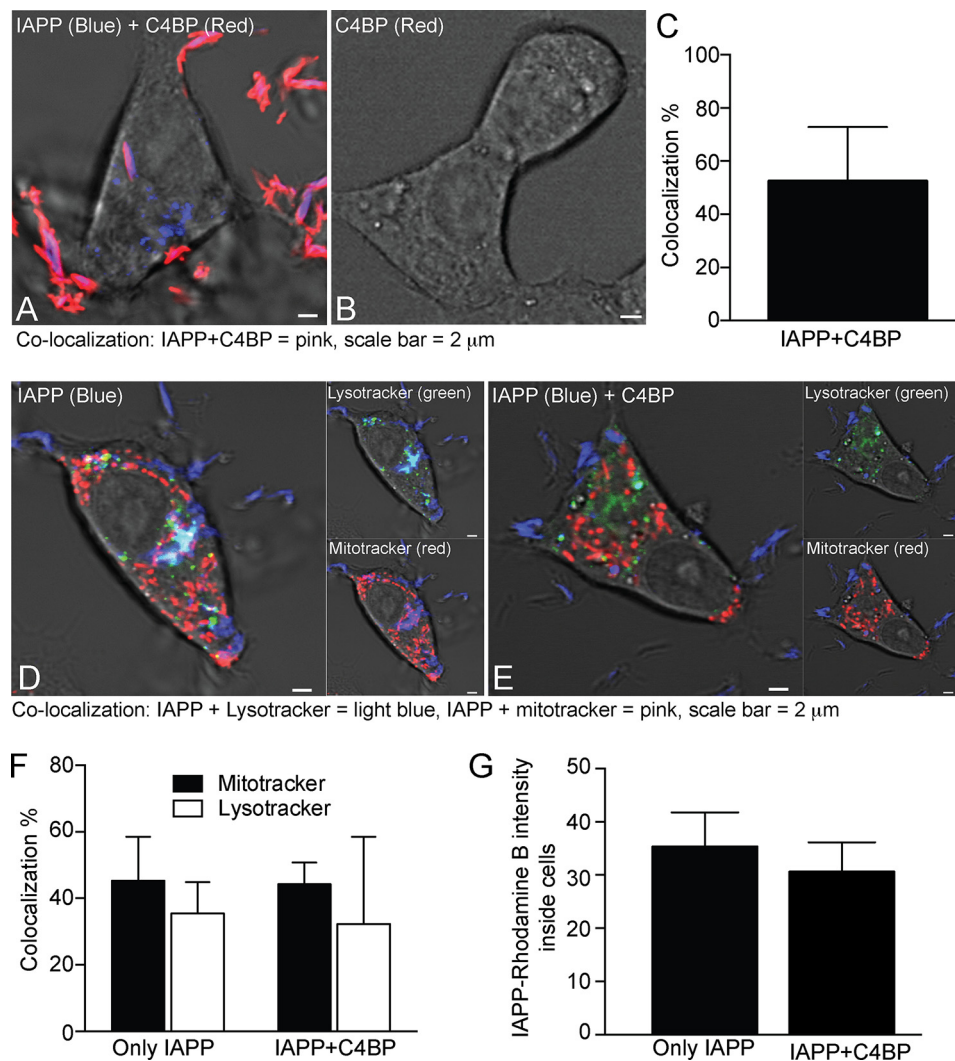 IAPP (Blue) + C4BP (Red)
A
C4BP (Red)
B
Co-localization: IAPP+C4BP = pink, scale bar = 2 μm
C
Colocalization %
100
80
60
40
20
0
IAPP+C4BP
IAPP (Blue)
D
Lysotracker (green)
Mitotracker (red)
IAPP (Blue) + C4BP
E
Lysotracker (green)
Mitotracker (red)
Co-localization: IAPP + Lysotracker = light blue, IAPP + mitotracker = pink, scale bar = 2 μm
F
Colocalization %
80
60
40
20
0
Mitotracker
Lysotracker
Only IAPP
IAPP+C4BP
G
IAPP-Rhodamine B intensity
inside cells
50
40
30
20
10
0
Only IAPP
IAPP+C4BP